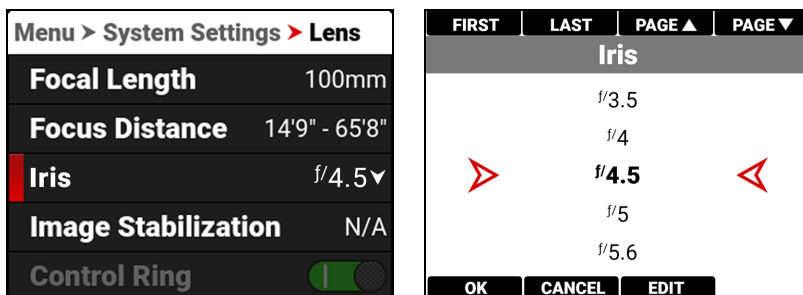 Menu > System Settings > Lens
Focal Length 100mm
Focus Distance 14'9" - 65'8"
Iris ƒ/4.5
Image Stabilization N/A
Control Ring
FIRST LAST PAGE▲ PAGE▼
Iris
ƒ/3.5
ƒ/4
ƒ/4.5
ƒ/5
ƒ/5.6
OK CANCEL EDIT